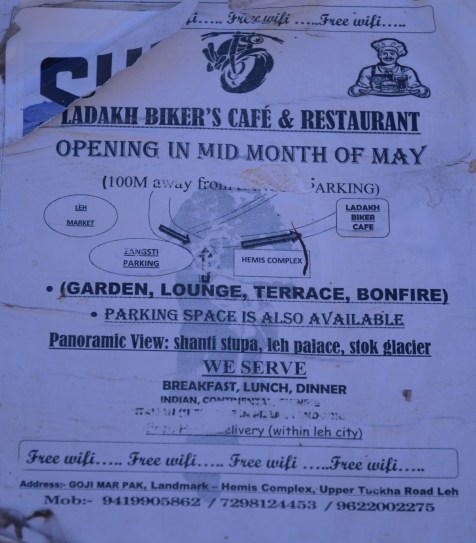 Free wifi.....Free wifi.....
LADAKH BIKER'S CAFÉ & RESTAURANT
OPENING IN MID MONTH OF MAY
(100M away from PARKING)
LEH MARKET
LADAKH BIKER CAFE
ZANGSTI PARKING
HEMIS COMPLEX
• (GARDEN, LOUNGE, TERRACE, BONFIRE)
• PARKING SPACE IS ALSO AVAILABLE
Panoramic View: shanti stupa, leh palace, stok glacier
WE SERVE
BREAKFAST, LUNCH, DINNER
INDIAN, CONTINENTAL,
delivery (within leh city)
Free wifi..... Free wifi.... Free wifi ....Free wifi.....
Address:- GOJI MAR PAK, Landmark – Hemis Complex, Upper Tuckha Road Leh
Mob:- 9419905862 / 7298124453 / 9622002275